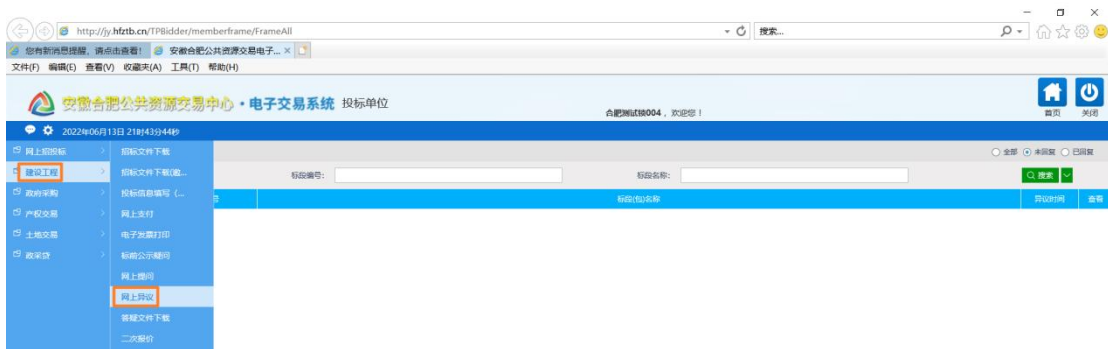 http://jy.hfztb.cn/TPBidder/memberframe/FrameAll
搜索...
您有新消息提醒，请点击查看！
安徽合肥公共资源交易电子... ×
文件(F) 编辑(E) 查看(V) 收藏夹(A) 工具(T) 帮助(H)
安徽合肥公共资源交易中心·电子交易系统 投标单位
合肥测试锁004，欢迎您！
首页 关闭
2022年06月13日 21时43分44秒
网上招投标 招标文件下载
全部 未回复 已回复
建设工程 招标文件下载(邀...
标段编号： 标段名称： 搜索
政府采购 投标信息填写（...
标段(包)名称 异议时间 查看
产权交易 网上支付
土地交易 电子发票打印
政采贷 标前公示疑问
网上提问
网上异议
答疑文件下载
二次报价